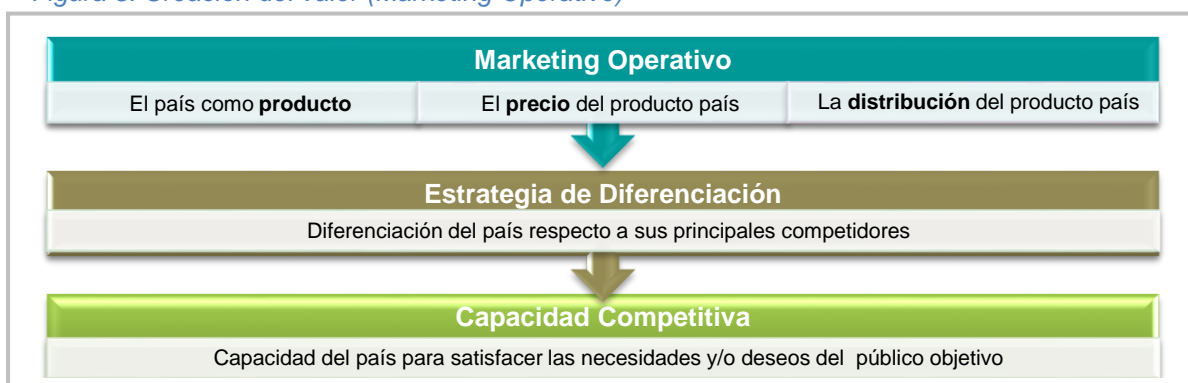 Marketing Operativo
El país como producto
El precio del producto país
La distribución del producto país
Estrategia de Diferenciación
Diferenciación del país respecto a sus principales competidores
Capacidad Competitiva
Capacidad del país para satisfacer las necesidades y/o deseos del público objetivo